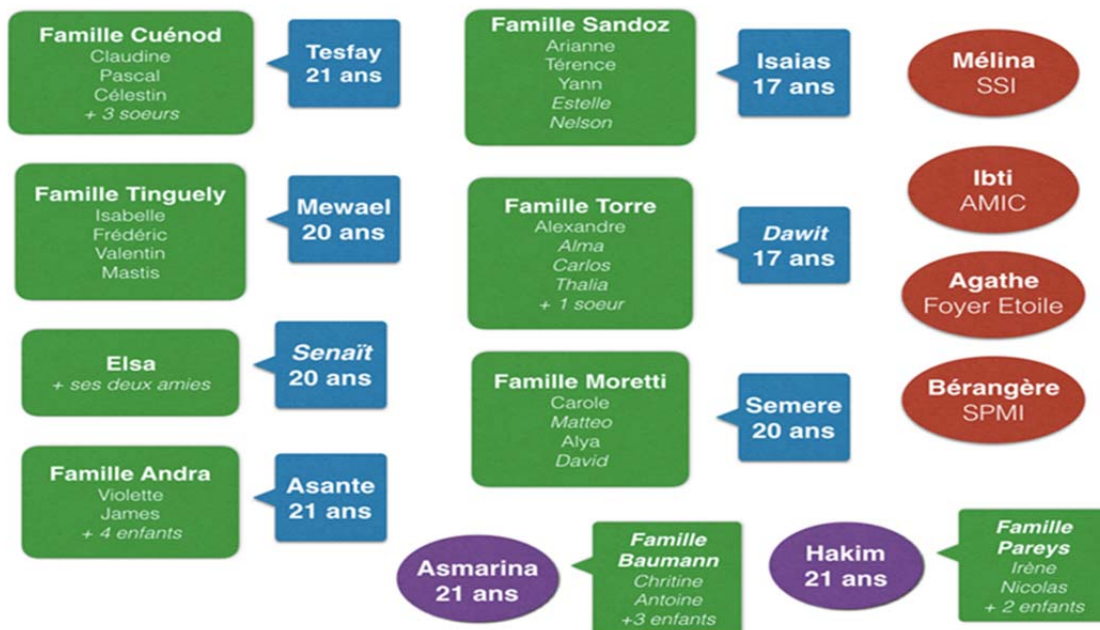 Famille Cuénod
Claudine
Pascal
Célestin
+ 3 soeurs
Tesfay
21 ans
Famille Sandoz
Arianne
Térence
Yann
Estelle
Nelson
Isaias
17 ans
Mélina
SSI
Famille Tinguely
Isabelle
Frédéric
Valentin
Mastis
Mewael
20 ans
Famille Torre
Alexandre
Alma
Carlos
Thalia
+ 1 soeur
Dawit
17 ans
Ibti
AMIC
Agathe
Foyer Etoile
Elsa
+ ses deux amies
Senaït
20 ans
Famille Moretti
Carole
Matteo
Alya
David
Semere
20 ans
Bérangère
SPMI
Famille Andra
Violette
James
+ 4 enfants
Asante
21 ans
Asmarina
21 ans
Famille
Baumann
Chritine
Antoine
+3 enfants
Hakim
21 ans
Famille
Pareys
Irène
Nicolas
+ 2 enfants